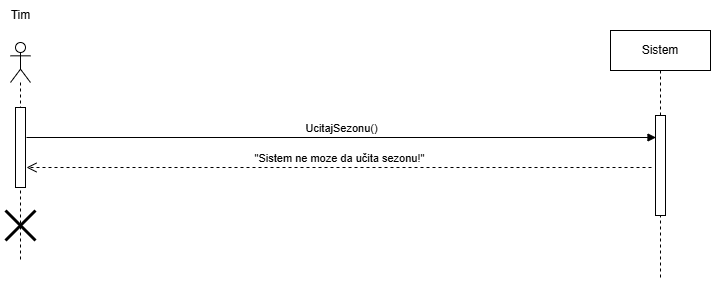 Tim
Sistem
UcitajSezonu()
"Sistem ne moze da učita sezonu!"